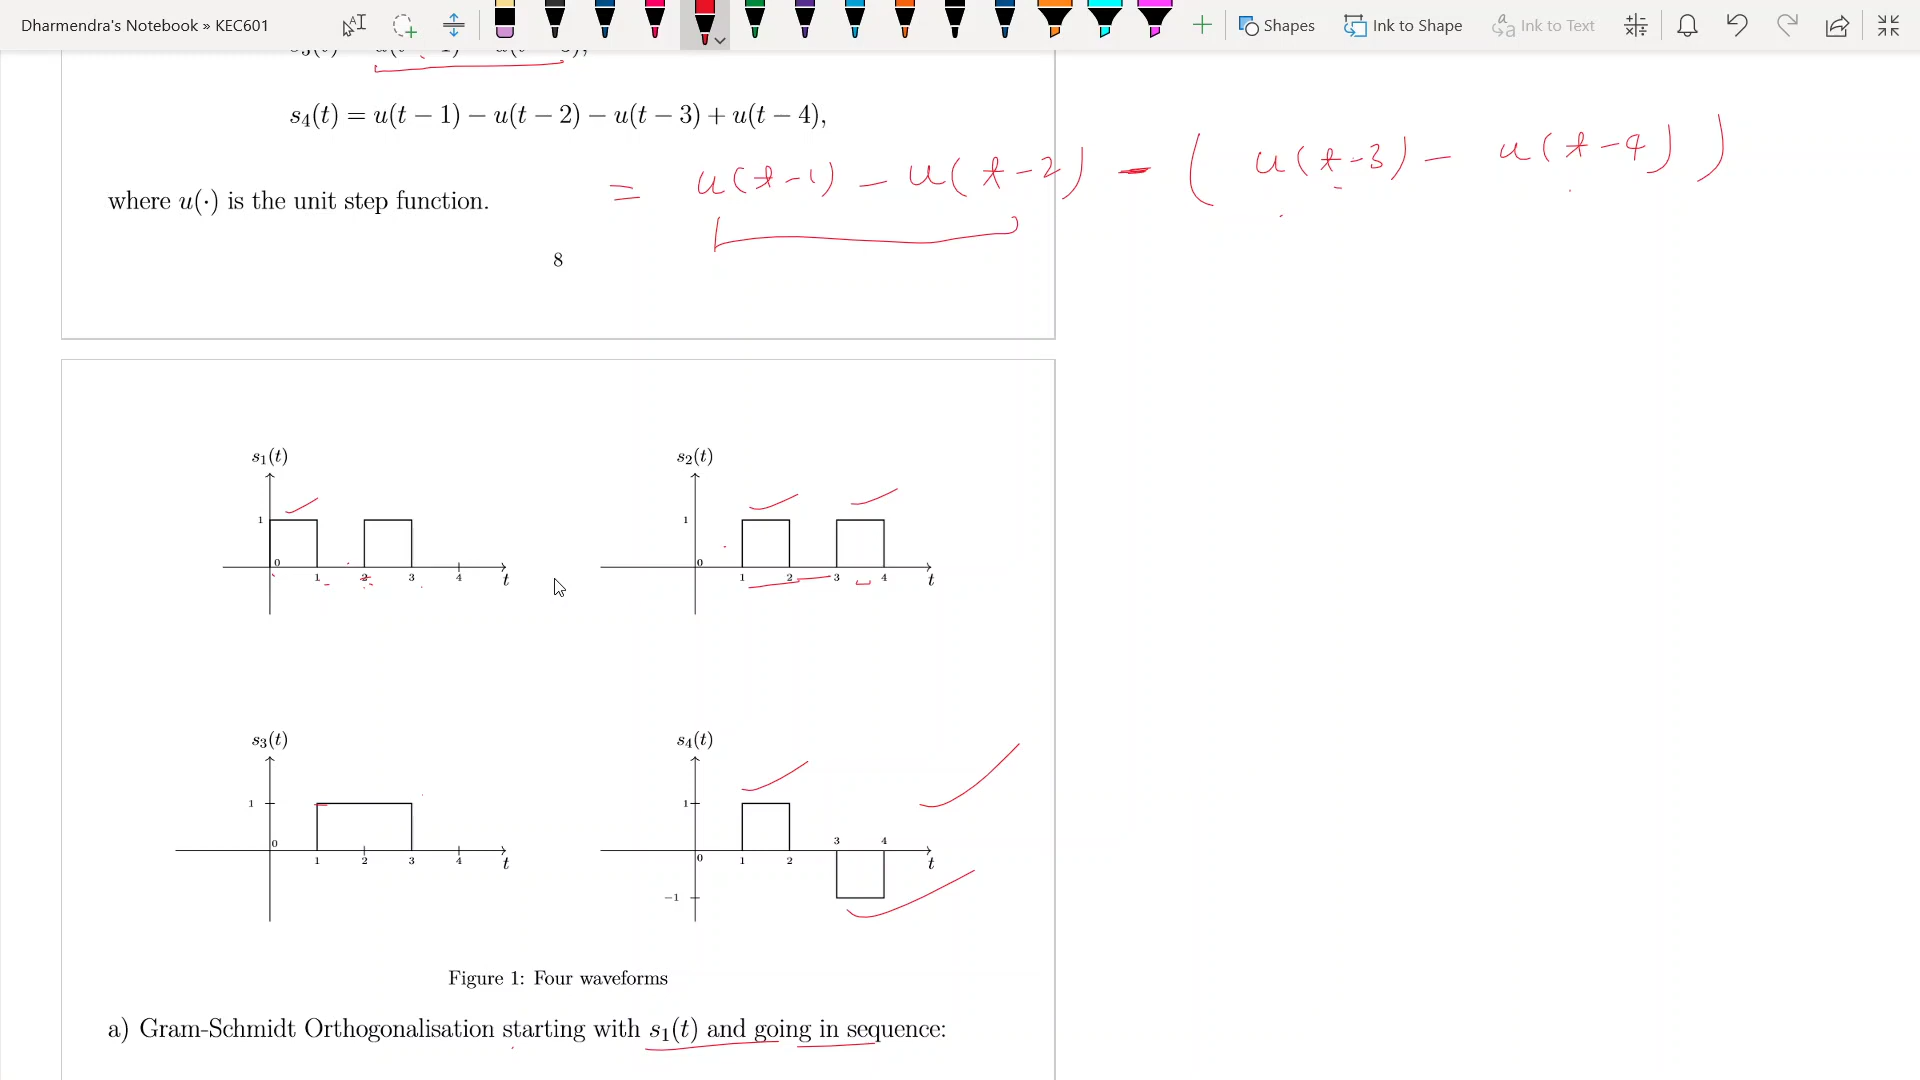 Dharmendra's Notebook » KEC601
Shapes
Ink to Shape
Ink to Text
s₄(t) = u(t − 1) − u(t − 2) − u(t − 3) + u(t − 4),
= u(t-1) - u(t-2) - ( u(t-3) - u(t-4) )
where u(·) is the unit step function.
8
s₁(t)
1
0
1 2 3 4 t
s₂(t)
1
0
1 2 3 4 t
s₃(t)
1
0
1 2 3 4 t
s₄(t)
1
3 4
0 1 2 t
−1
Figure 1: Four waveforms
a) Gram-Schmidt Orthogonalisation starting with s₁(t) and going in sequence: